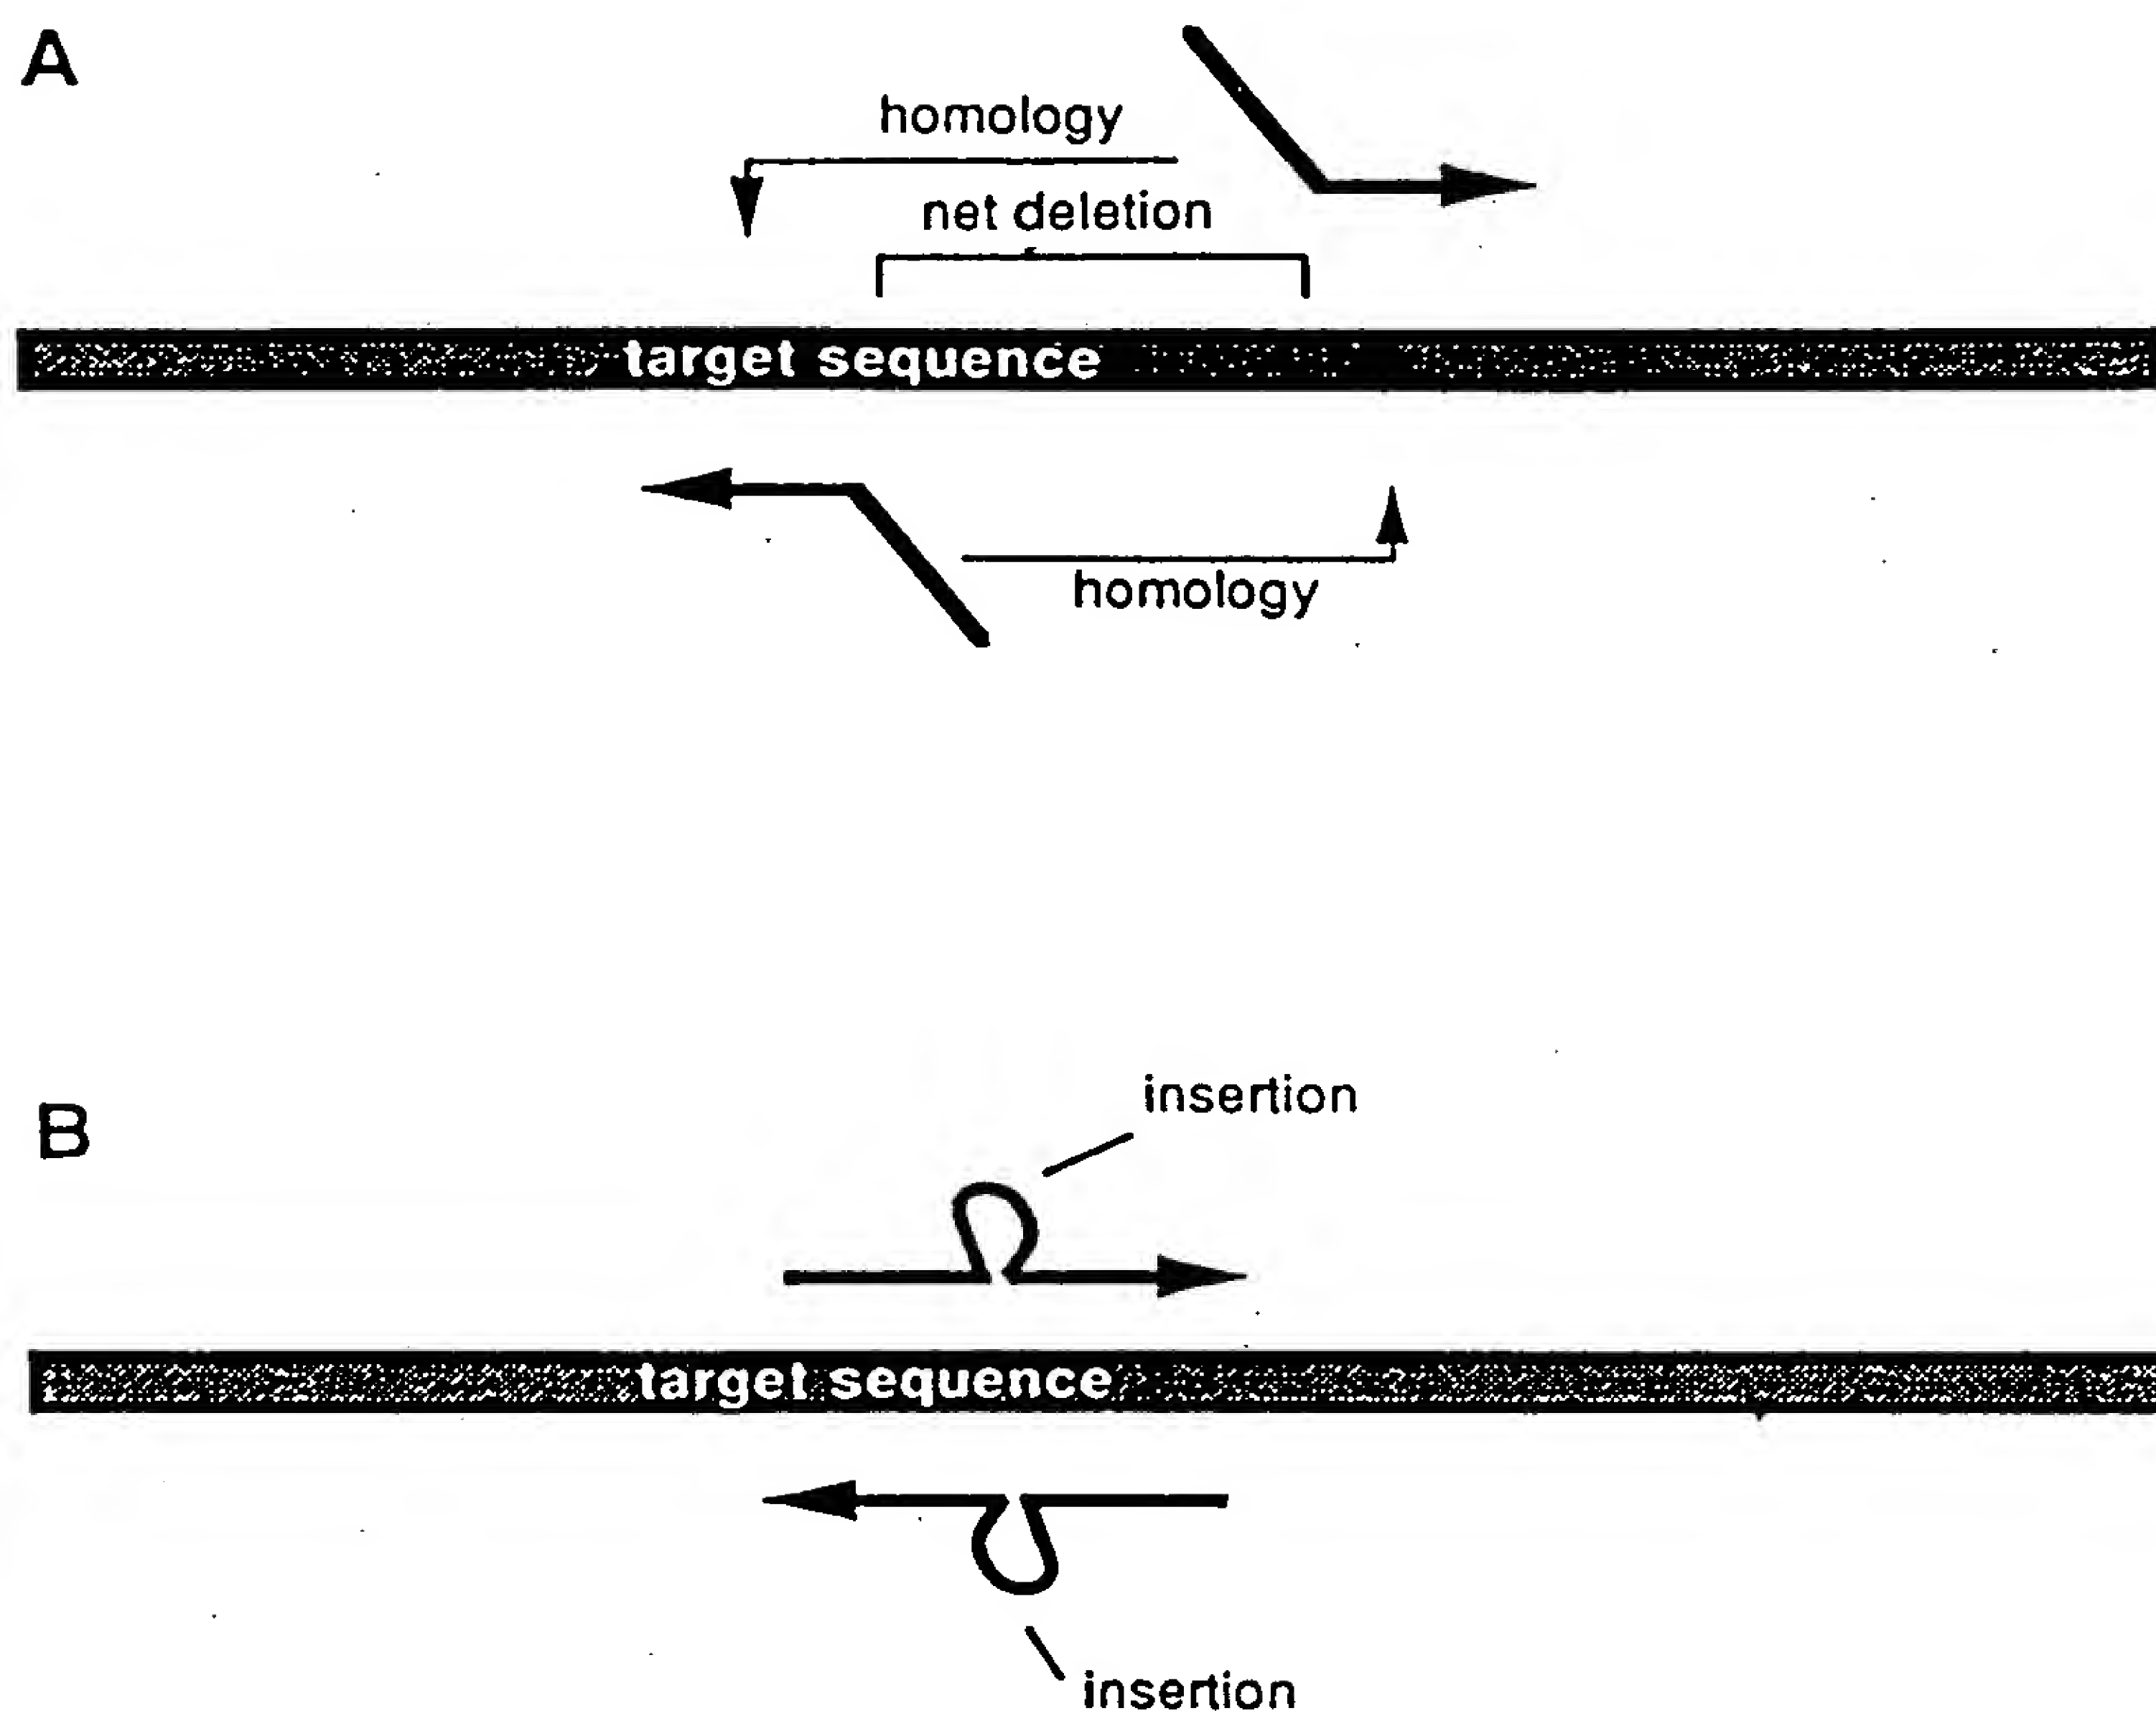 A
homology
net deletion
target sequence
homology
B
insertion
target sequence
insertion